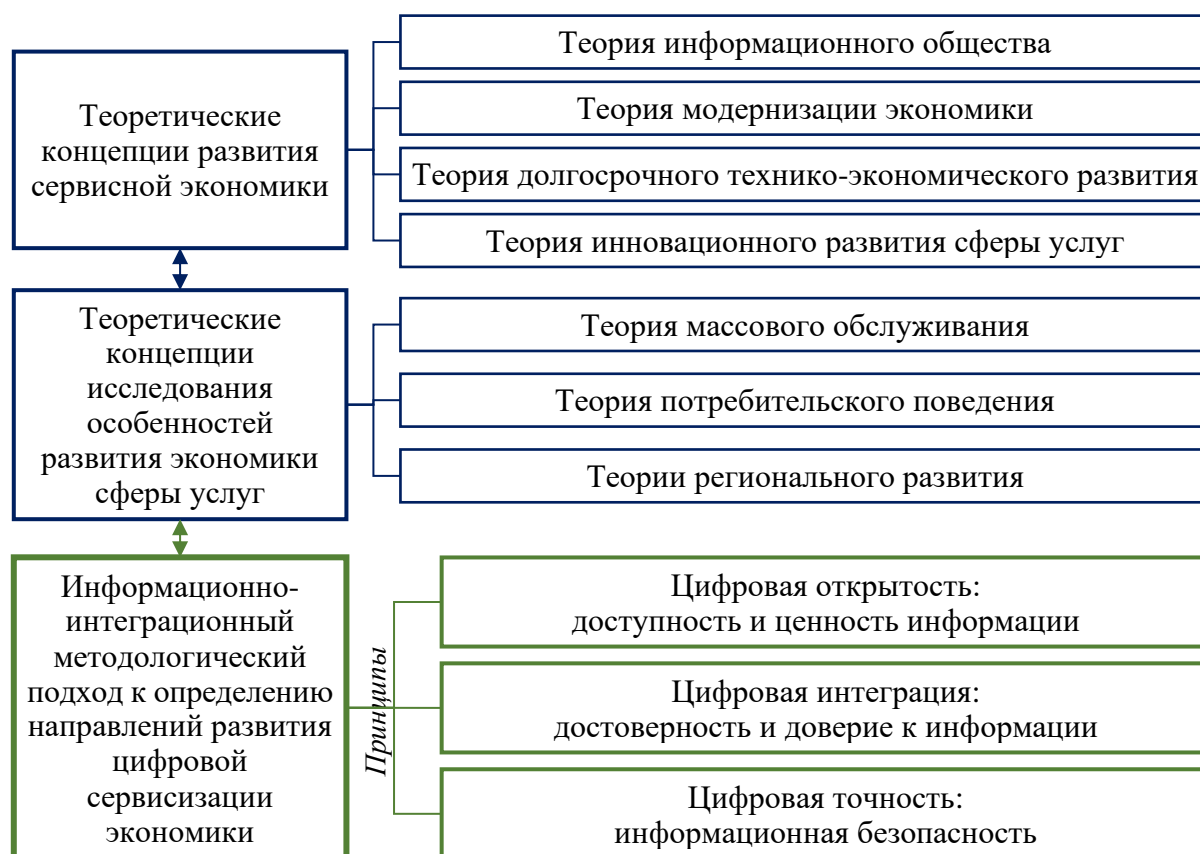 Теоретические
концепции развития
сервисной экономики
Теория информационного общества
Теория модернизации экономики
Теория долгосрочного технико-экономического развития
Теория инновационного развития сферы услуг
Теоретические
концепции
исследования
особенностей
развития экономики
сферы услуг
Теория массового обслуживания
Теория потребительского поведения
Теории регионального развития
Информационно-
интеграционный
методологический
подход к определению
направлений развития
цифровой
сервисизации
экономики
Принципы
Цифровая открытость:
доступность и ценность информации
Цифровая интеграция:
достоверность и доверие к информации
Цифровая точность:
информационная безопасность